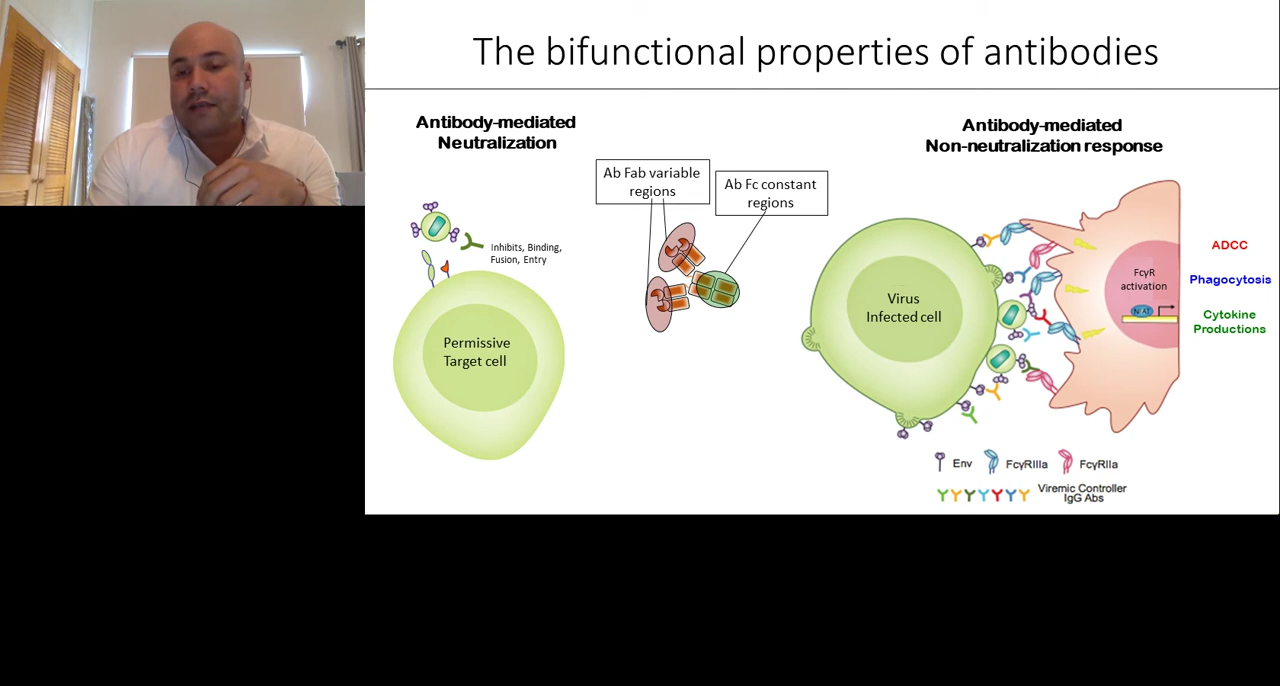 The bifunctional properties of antibodies
Antibody-mediated
Neutralization
Antibody-mediated
Non-neutralization response
Ab Fab variable
regions
Ab Fc constant
regions
Inhibits, Binding,
Fusion, Entry
Permissive
Target cell
Virus
Infected cell
FcγR
activation
NFAT
ADCC
Phagocytosis
Cytokine
Productions
Env
FcγRIIIa
FcγRIIa
Viremic Controller
IgG Abs